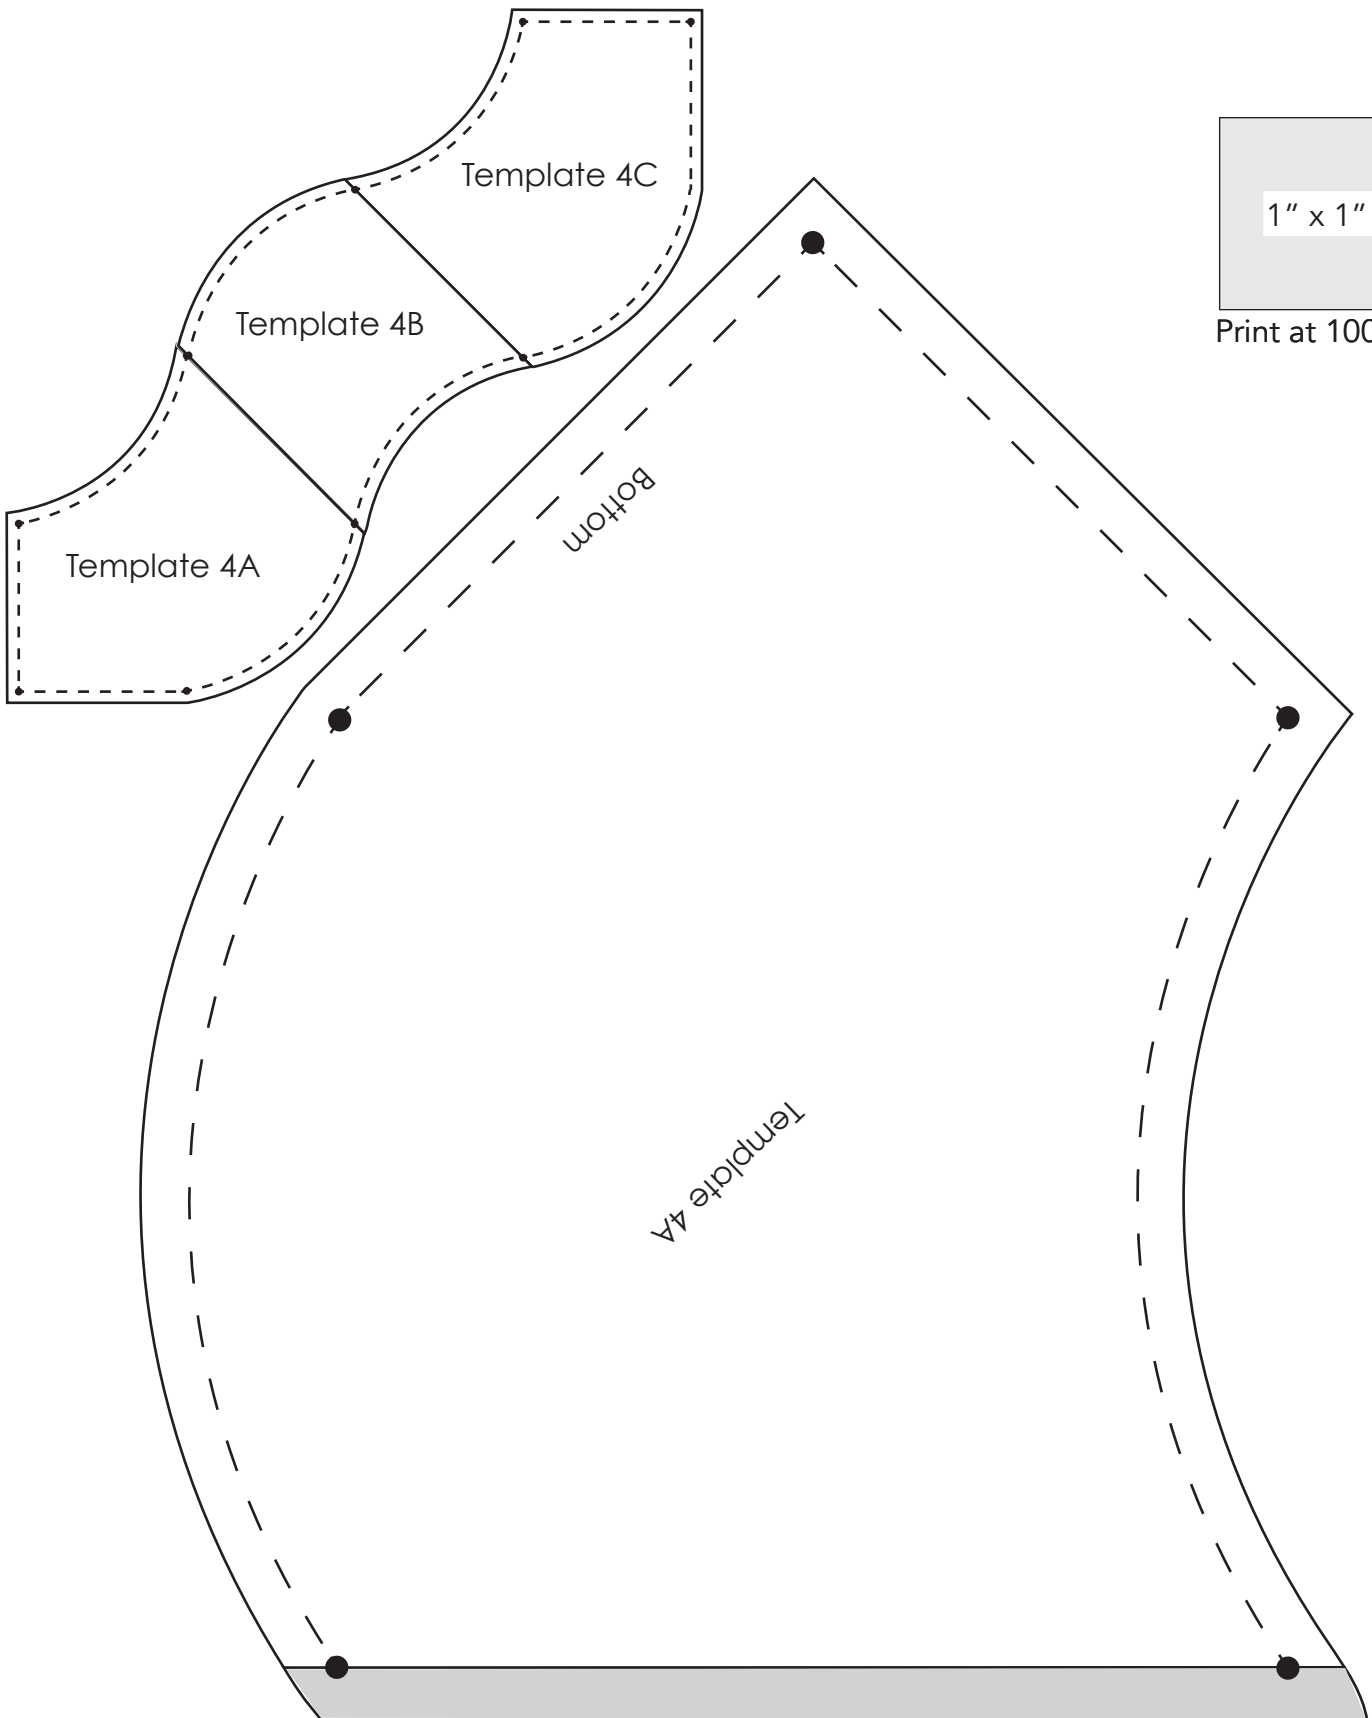 Template 4C
1” x 1”
Print at 100
Template 4B
Bottom
Template 4A
Template 4A